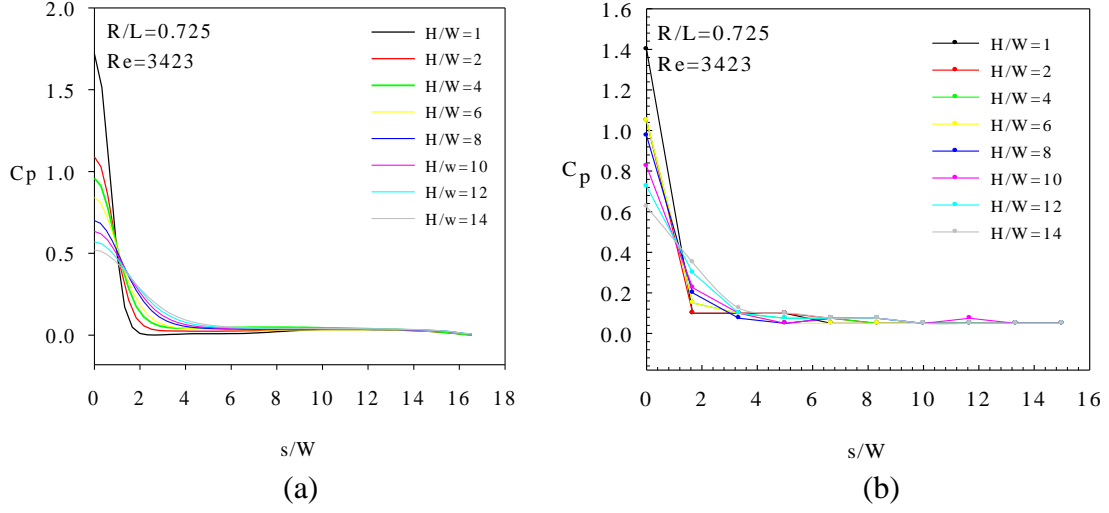 2.0
1.5
1.0
0.5
0.0
Cp
R/L=0.725
Re=3423
H/W=1
H/W=2
H/W=4
H/W=6
H/W=8
H/w=10
H/w=12
H/w=14
0 2 4 6 8 10 12 14 16 18
s/W
(a)
1.6
1.4
1.2
1.0
0.8
0.6
0.4
0.2
0.0
Cp
R/L=0.725
Re=3423
H/W=1
H/W=2
H/W=4
H/W=6
H/W=8
H/W=10
H/W=12
H/W=14
0 2 4 6 8 10 12 14 16
s/W
(b)